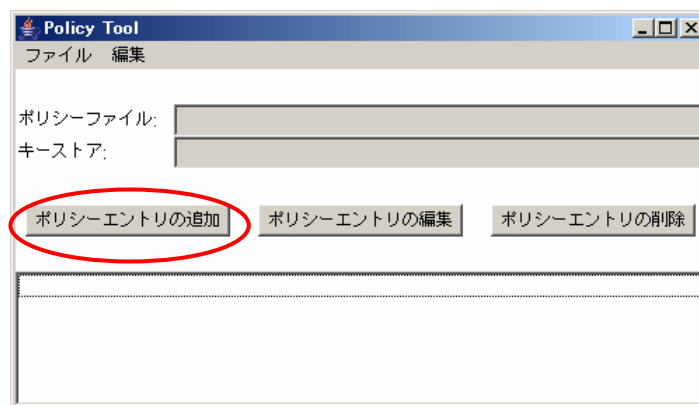 Policy Tool
ファイル 編集
ポリシーファイル:
キーストア:
ポリシーエントリの追加 ポリシーエントリの編集 ポリシーエントリの削除